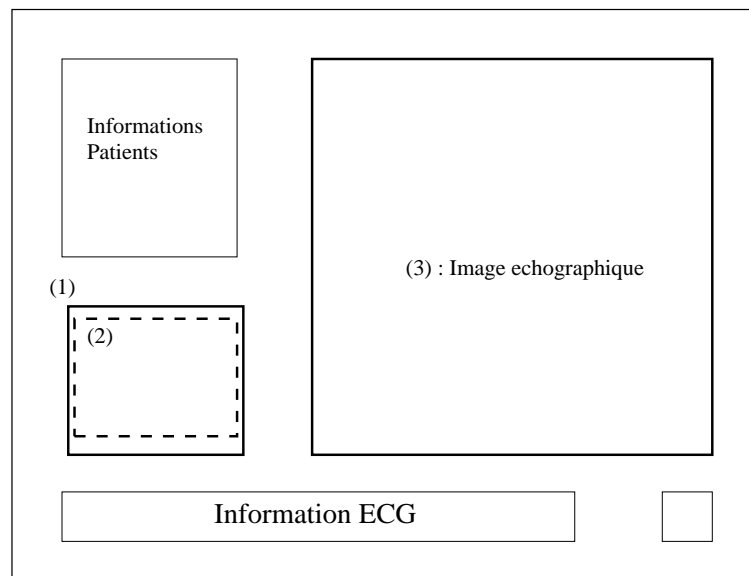 Informations
Patients
(3) : Image echographique
(1)
(2)
Information ECG